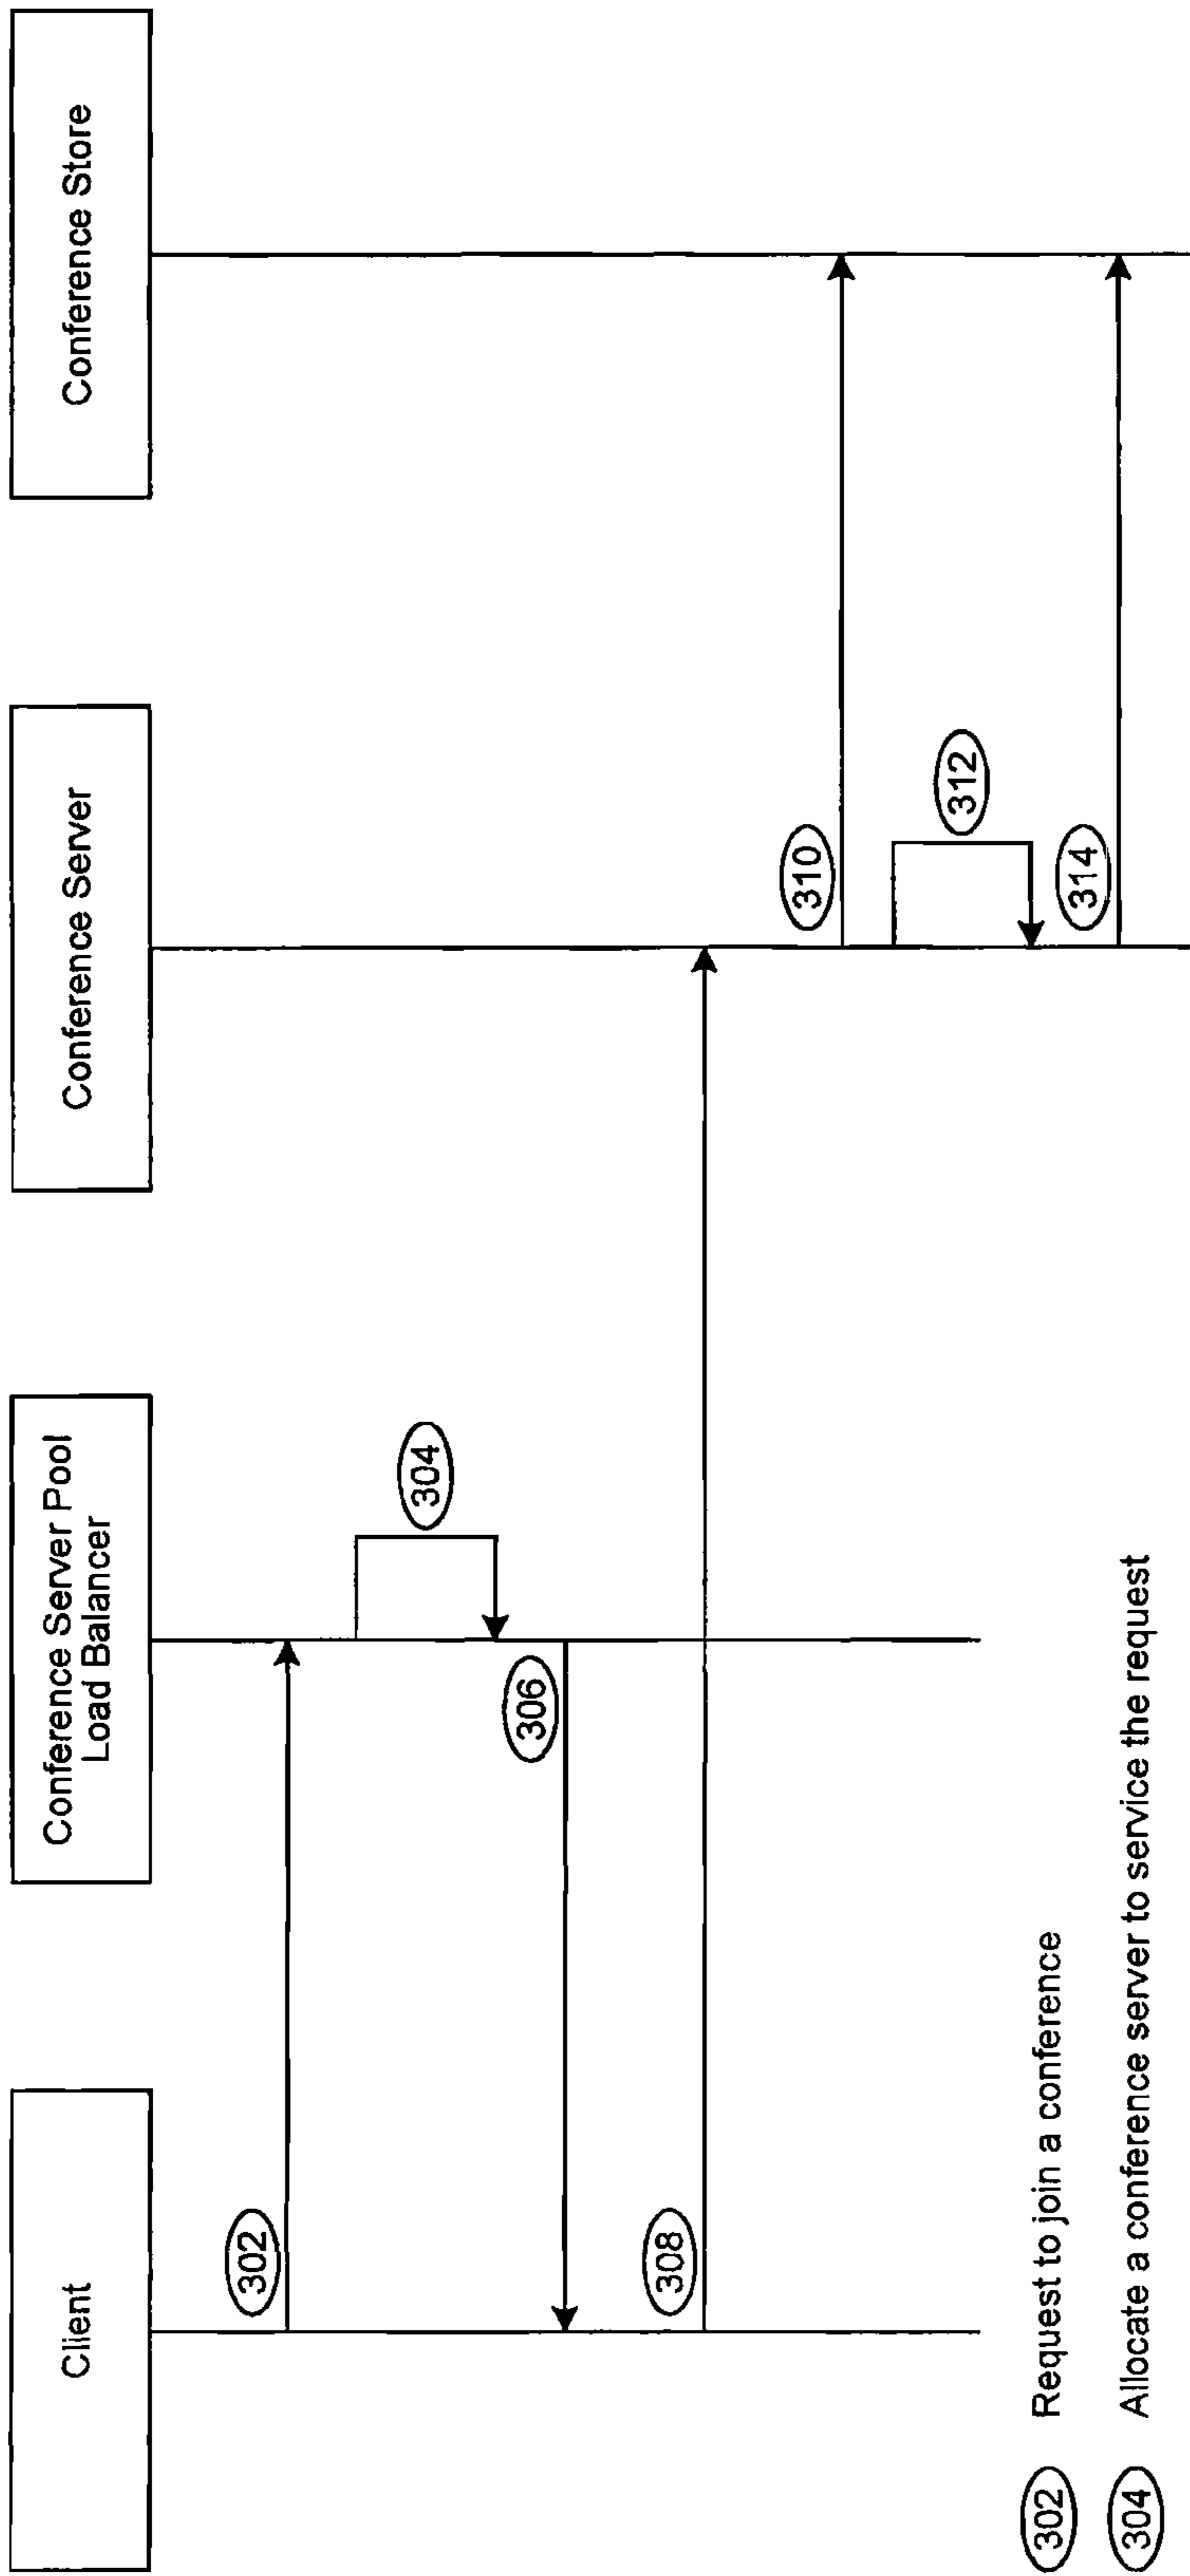 Client
Conference Server Pool
Load Balancer
Conference Server
Conference Store
302
304
306
308
310
312
314
302 Request to join a conference
304 Allocate a conference server to service the request